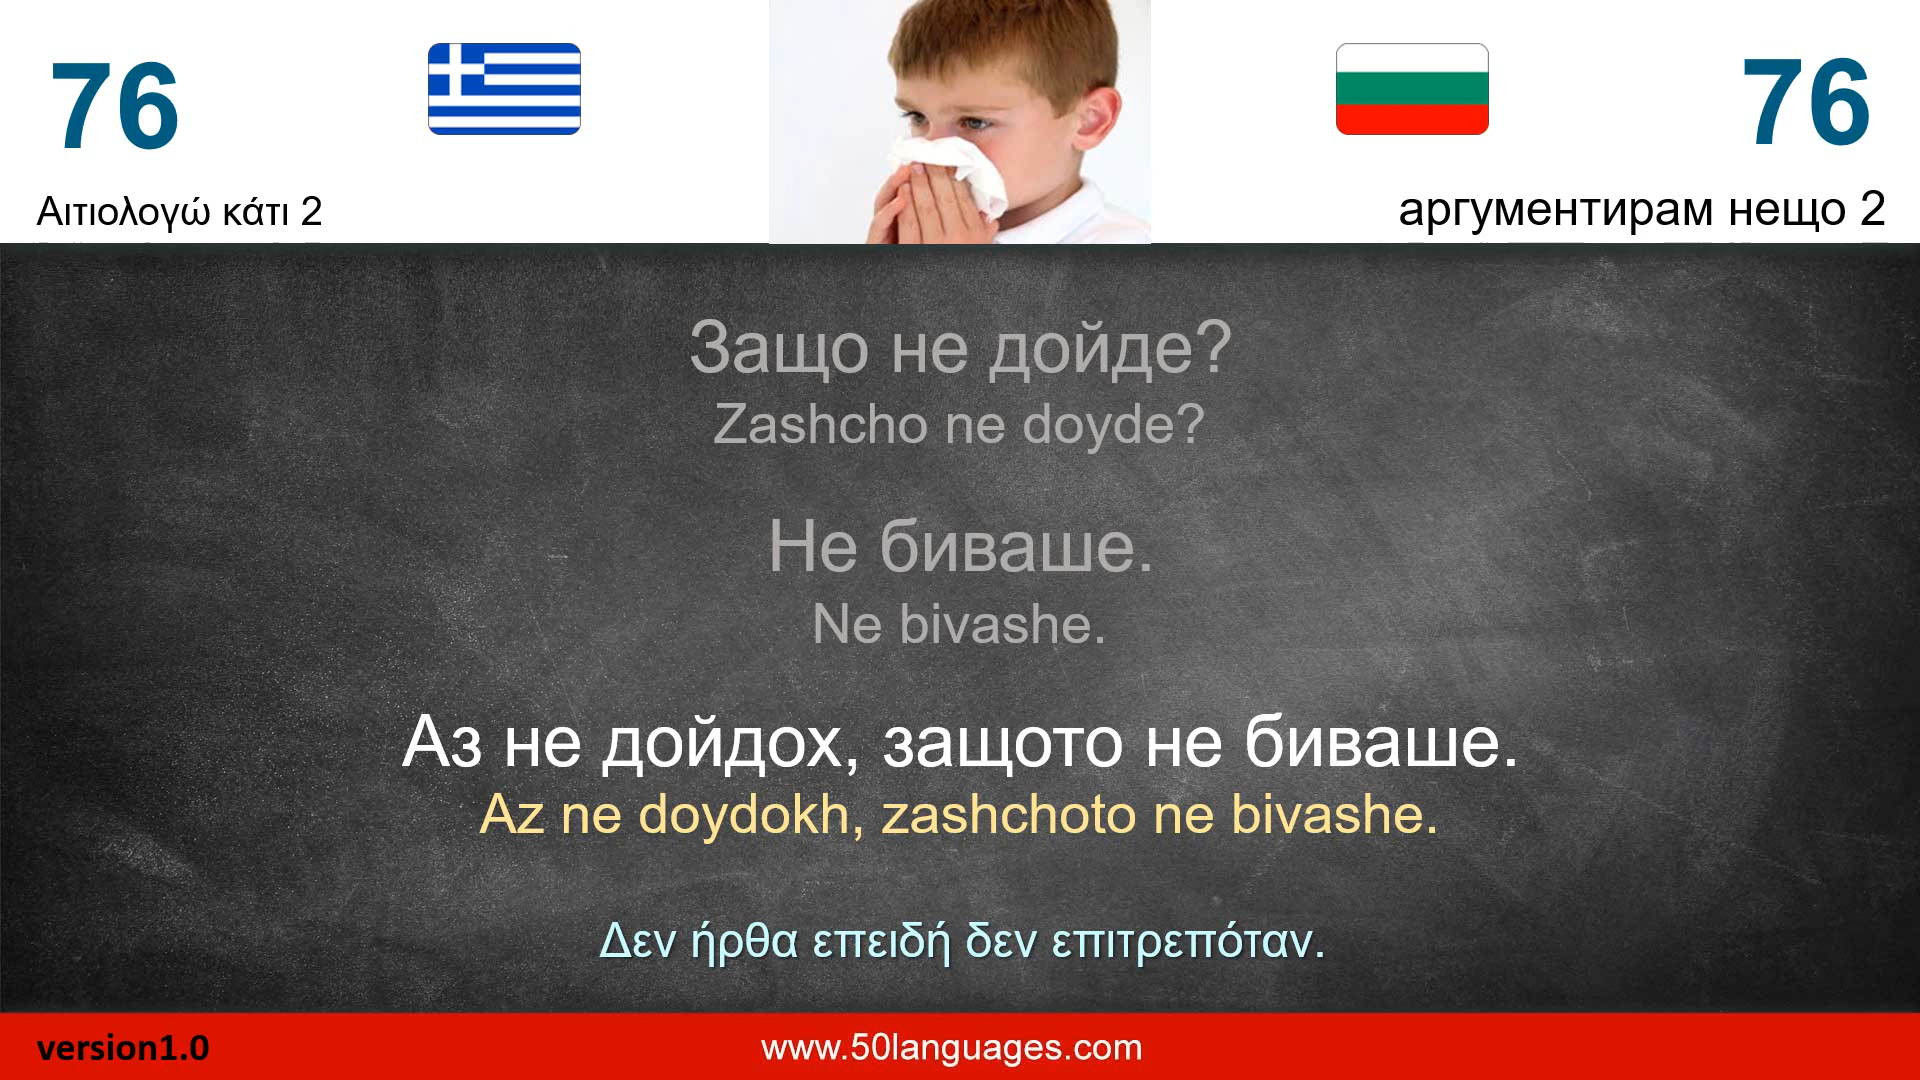 76
76
Αιτιολογώ κάτι 2
аргументирам нещо 2
Защо не дойде?
Zashcho ne doyde?
Не биваше.
Ne bivashe.
Аз не дойдох, защото не биваше.
Az ne doydokh, zashchoto ne bivashe.
Δεν ήρθα επειδή δεν επιτρεπόταν.
version1.0
www.50languages.com